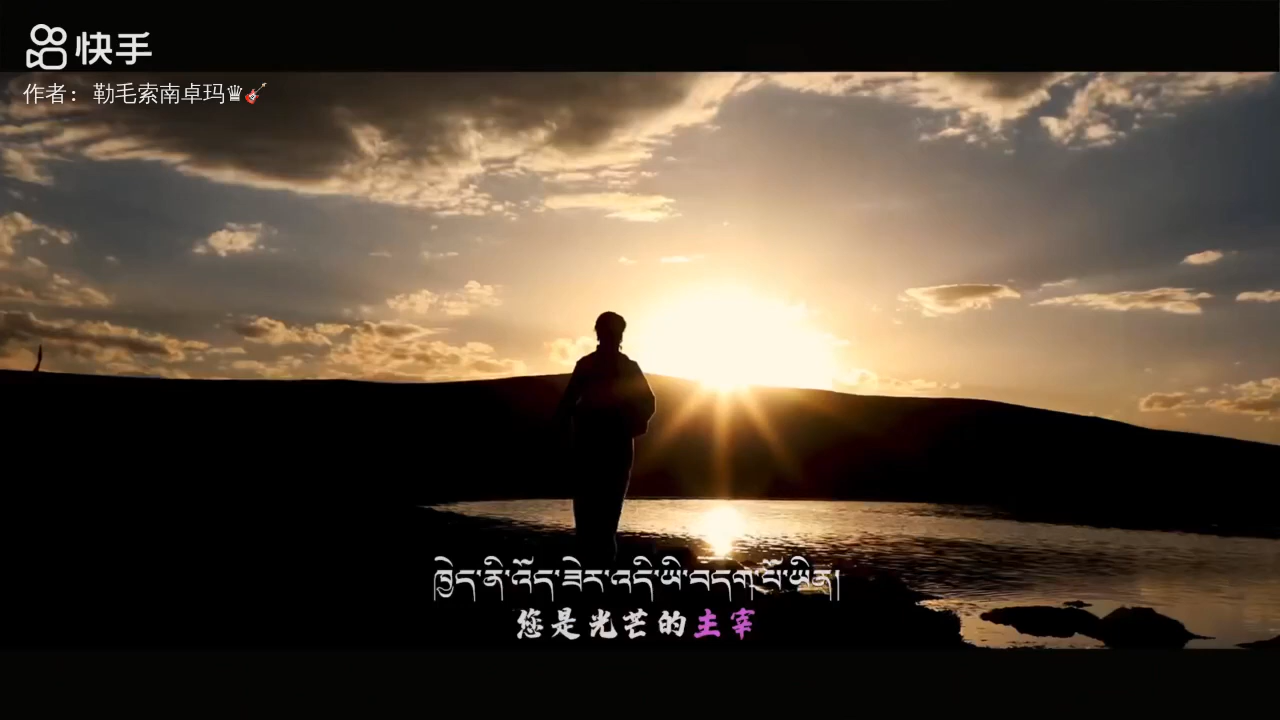 快手
作者：勒毛索南卓玛♛🎸
ཁྱེད་ནི་འོད་ཟེར་འདི་ཡི་བདག་པོ་ཡིན།
您是光芒的主宰